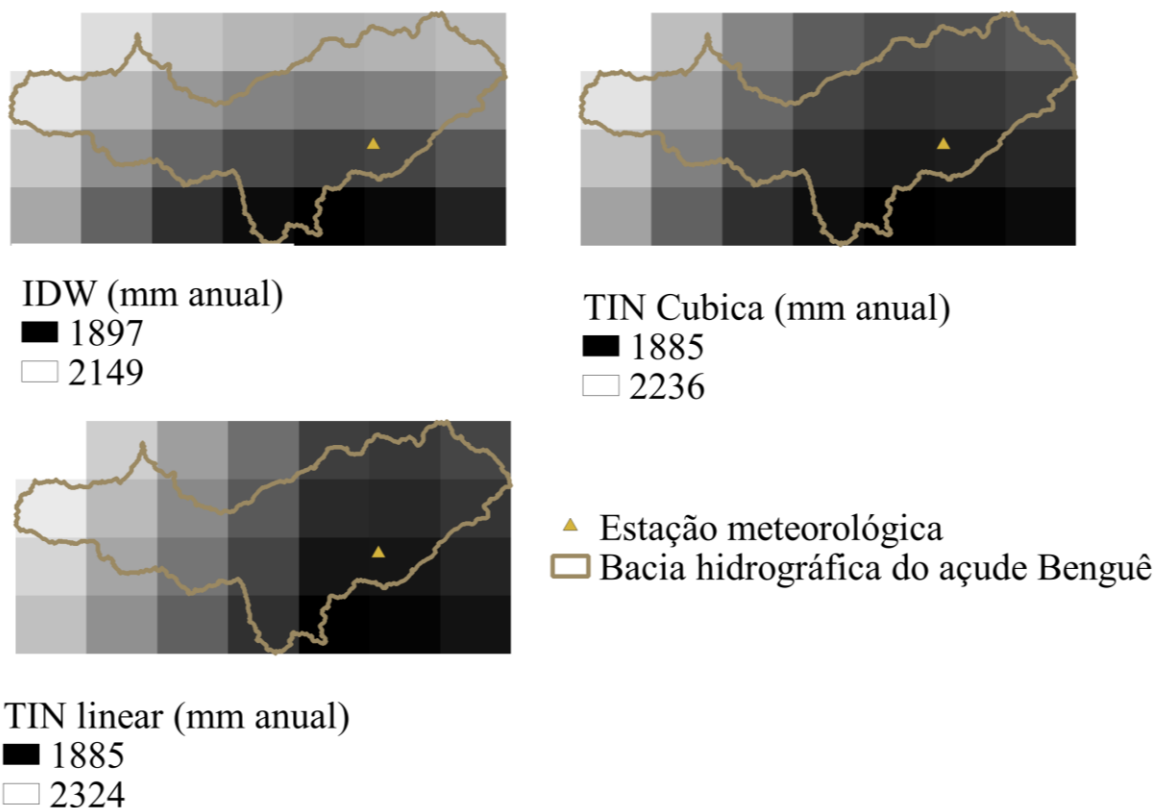 IDW (mm anual)
1897
2149
TIN Cubica (mm anual)
1885
2236
TIN linear (mm anual)
1885
2324
Estação meteorológica
Bacia hidrográfica do açude Benguê